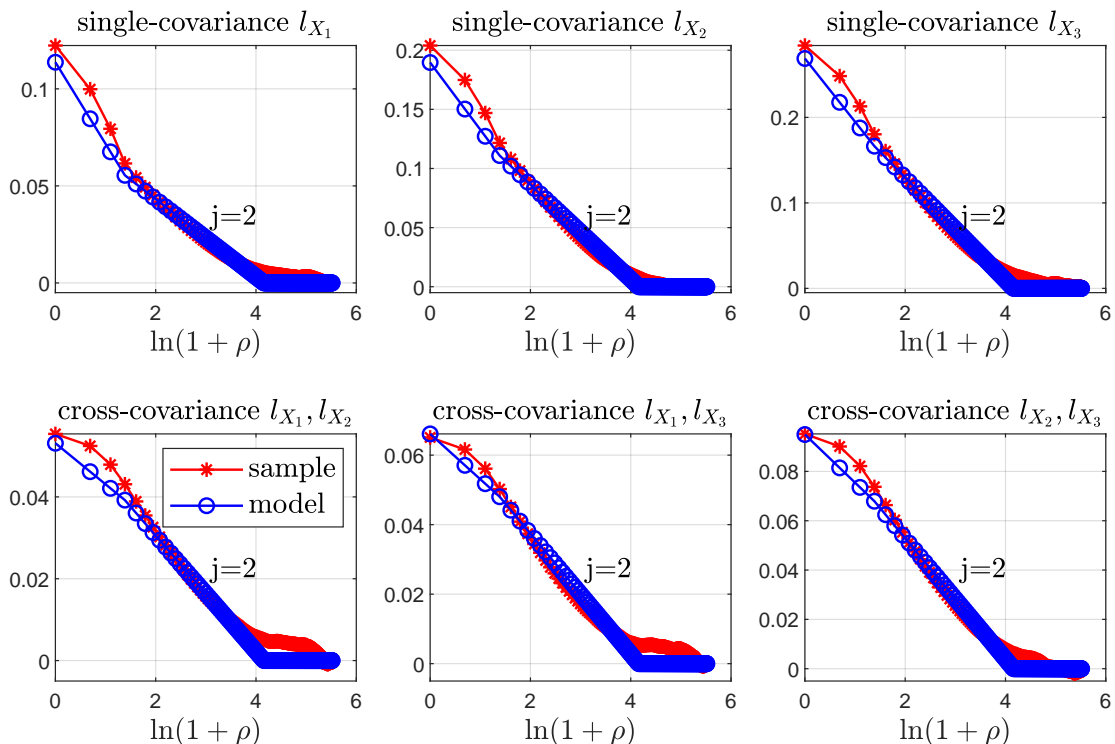 single-covariance l_{X_1}
0.1
0.05
0
j=2
0 2 4 6
ln(1 + ρ)
single-covariance l_{X_2}
0.2
0.15
0.1
0.05
0
j=2
0 2 4 6
ln(1 + ρ)
single-covariance l_{X_3}
0.2
0.1
0
j=2
0 2 4 6
ln(1 + ρ)
cross-covariance l_{X_1}, l_{X_2}
0.04
0.02
0
sample
model
j=2
0 2 4 6
ln(1 + ρ)
cross-covariance l_{X_1}, l_{X_3}
0.06
0.04
0.02
0
j=2
0 2 4 6
ln(1 + ρ)
cross-covariance l_{X_2}, l_{X_3}
0.08
0.06
0.04
0.02
0
j=2
0 2 4 6
ln(1 + ρ)